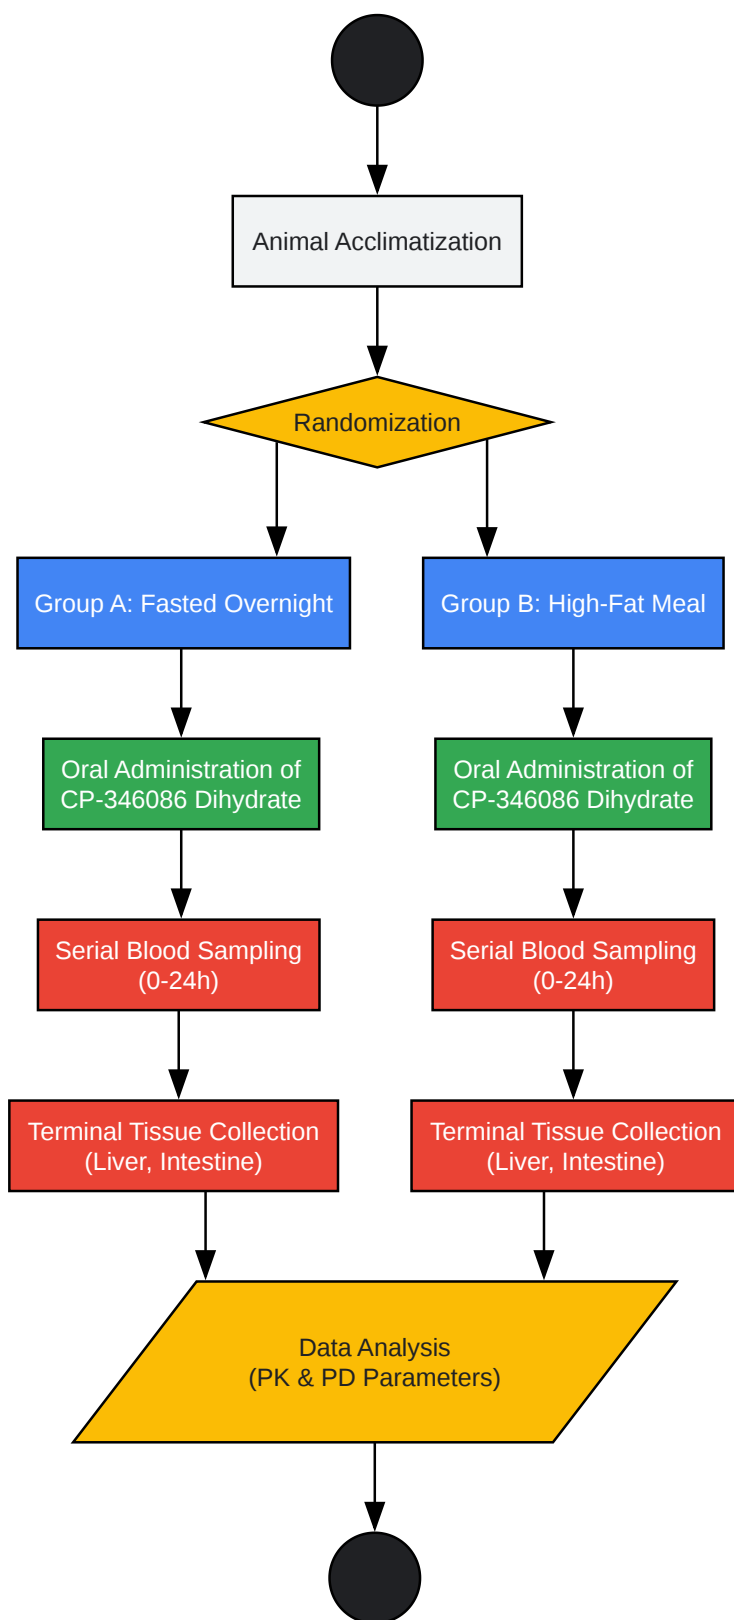 Animal Acclimatization
Randomization
Group A: Fasted Overnight
Group B: High-Fat Meal
Oral Administration of
CP-346086 Dihydrate
Oral Administration of
CP-346086 Dihydrate
Serial Blood Sampling
(0-24h)
Serial Blood Sampling
(0-24h)
Terminal Tissue Collection
(Liver, Intestine)
Terminal Tissue Collection
(Liver, Intestine)
Data Analysis
(PK & PD Parameters)